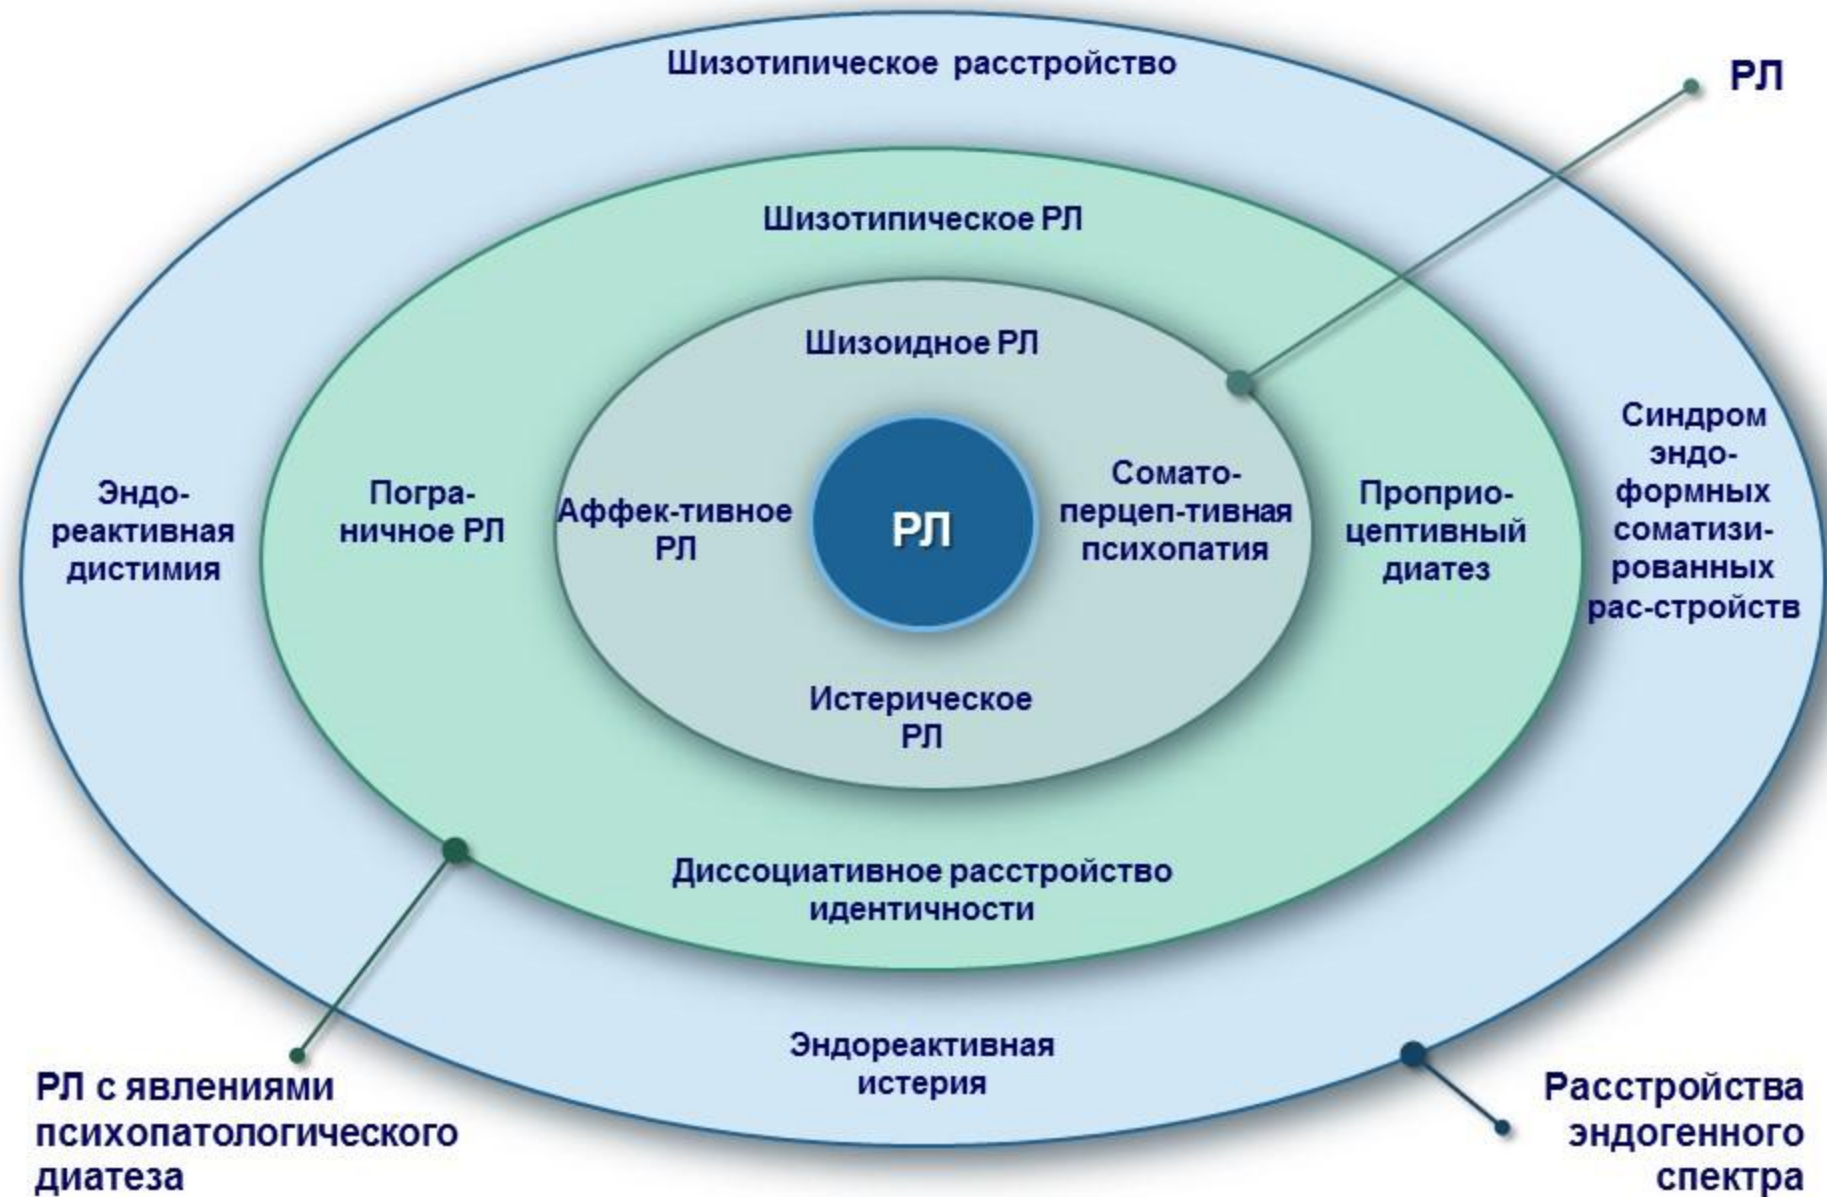 Шизотипическое расстройство
РЛ
Шизотипическое РЛ
Шизоидное РЛ
Эндо-
реактивная
дистимия
Погра-
ничное РЛ
Аффек-тивное
РЛ
РЛ
Сомато-
перцеп-тивная
психопатия
Проприо-
цептивный
диатез
Синдром
эндо-
формных
соматизи-
рованных
рас-стройств
Истерическое
РЛ
Диссоциативное расстройство
идентичности
Эндореактивная
истерия
РЛ с явлениями
психопатологического
диатеза
Расстройства
эндогенного
спектра